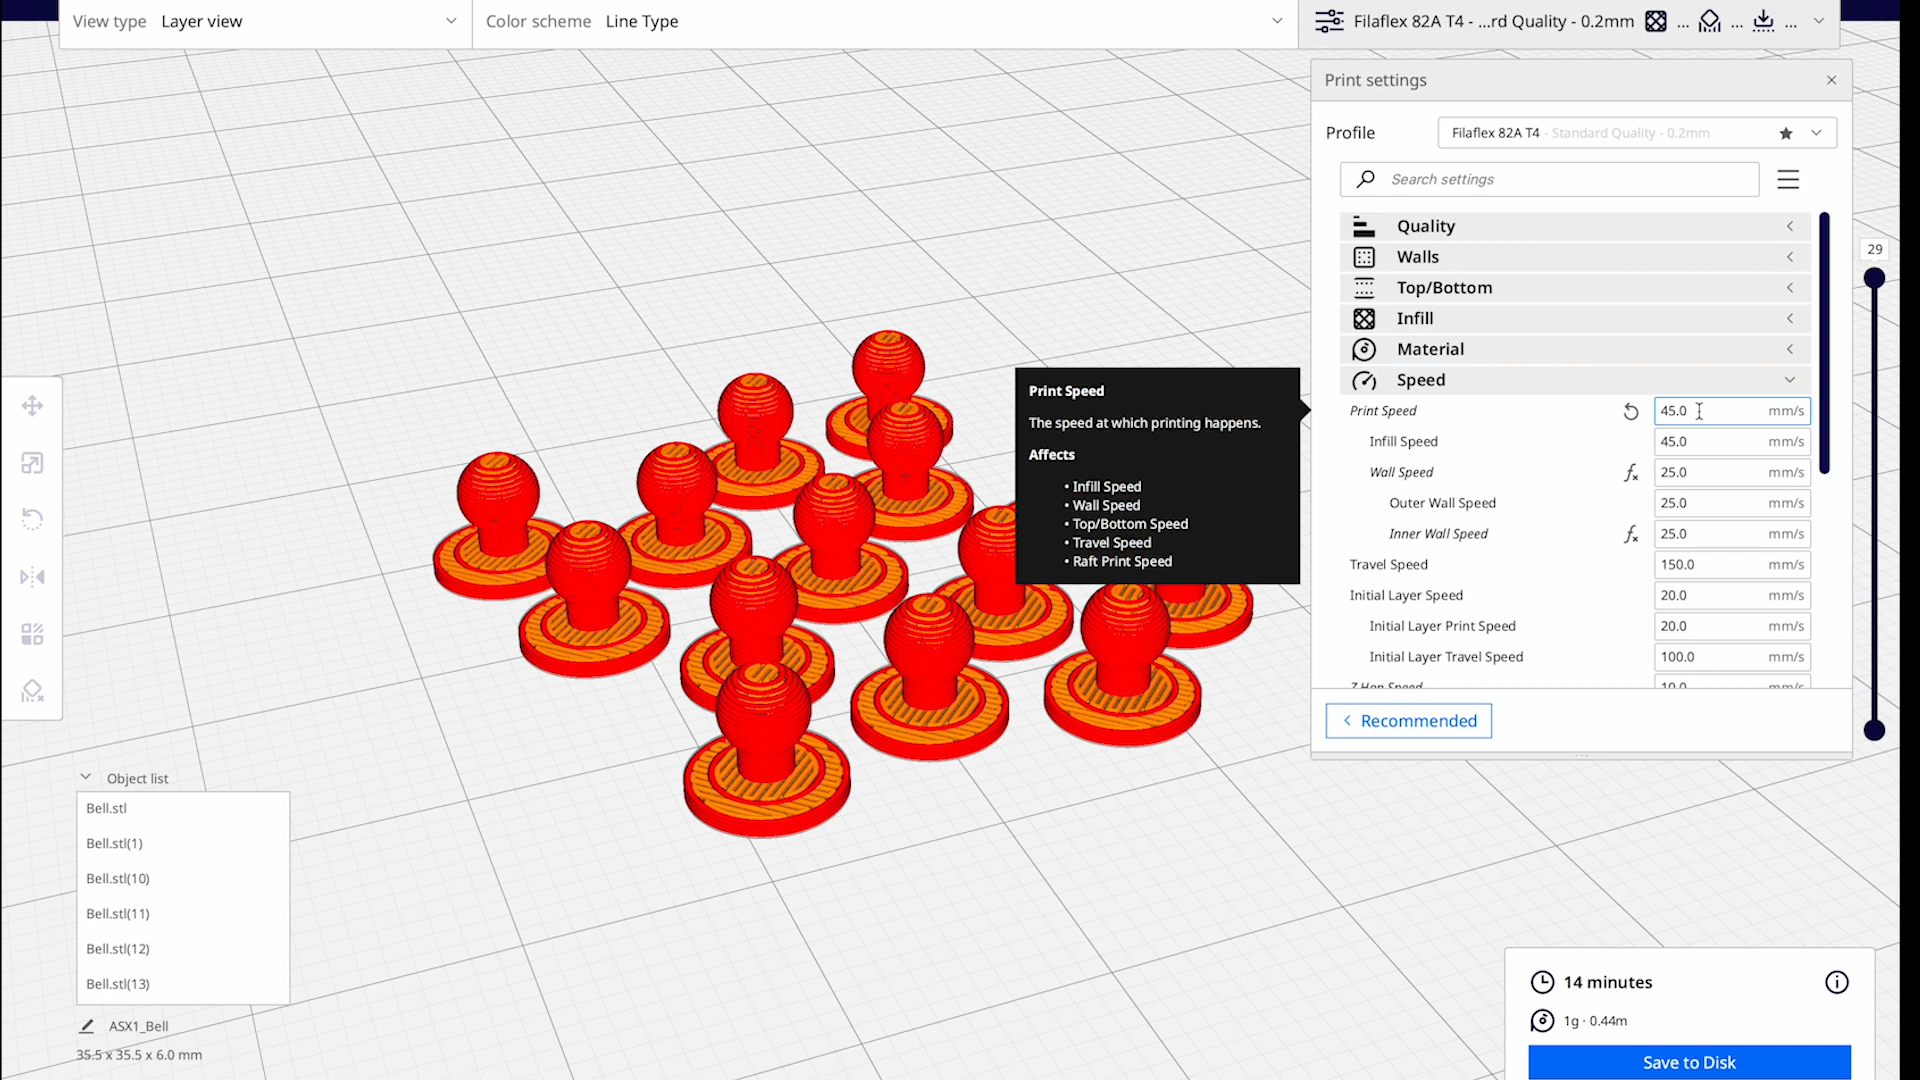 View type Layer view
Color scheme Line Type
Filaflex 82A T4 - ...rd Quality - 0.2mm ... ... ...
Print settings
Profile
Filaflex 82A T4 - Standard Quality - 0.2mm
Search settings
Quality
Walls
Top/Bottom
Infill
Material
Speed
Print Speed 45.0 mm/s
Infill Speed 45.0 mm/s
Wall Speed 25.0 mm/s
Outer Wall Speed 25.0 mm/s
Inner Wall Speed 25.0 mm/s
Travel Speed 150.0 mm/s
Initial Layer Speed 20.0 mm/s
Initial Layer Print Speed 20.0 mm/s
Initial Layer Travel Speed 100.0 mm/s
Z Hop Speed 10.0 mm/s
Recommended
29
Print Speed
The speed at which printing happens.
Affects
• Infill Speed
• Wall Speed
• Top/Bottom Speed
• Travel Speed
• Raft Print Speed
Object list
Bell.stl
Bell.stl(1)
Bell.stl(10)
Bell.stl(11)
Bell.stl(12)
Bell.stl(13)
ASX1_Bell
35.5 x 35.5 x 6.0 mm
14 minutes
1g · 0.44m
Save to Disk